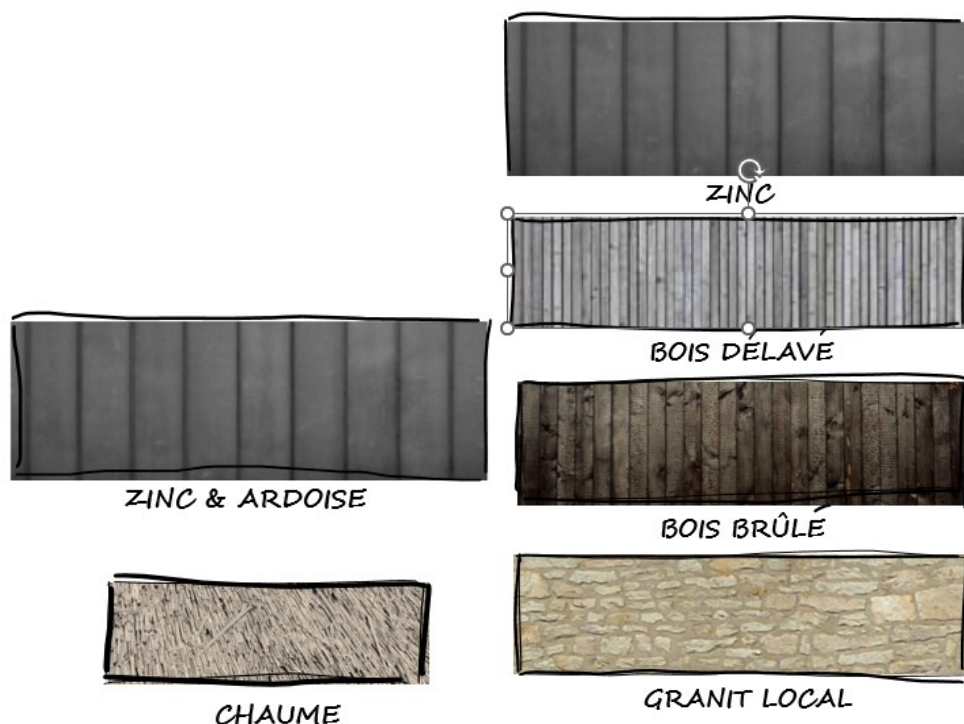 ZINC
BOIS DÉLAVÉ
ZINC & ARDOISE
BOIS BRÛLÉ
CHAUME
GRANIT LOCAL